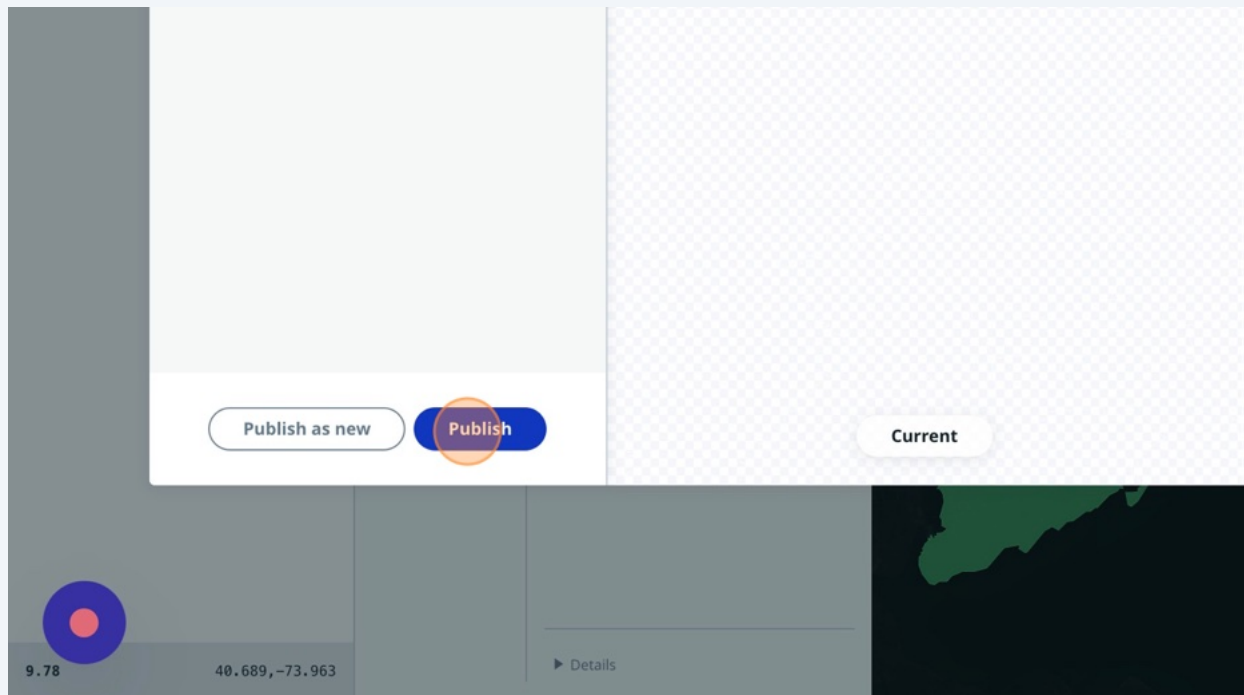 Publish as new
Publish
Current
Details
9.78
40.689,-73.963